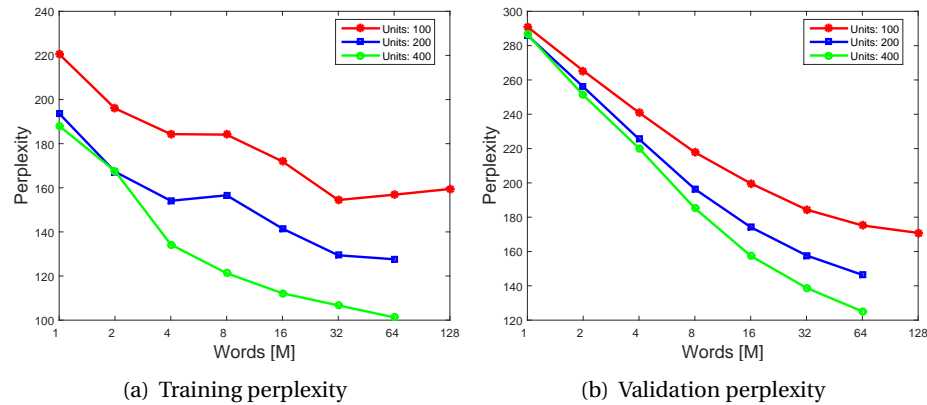 240
220
200
180
160
140
120
100
Perplexity
1 2 4 8 16 32 64 128
Words [M]
Units: 100
Units: 200
Units: 400
(a) Training perplexity
300
280
260
240
220
200
180
160
140
120
Perplexity
1 2 4 8 16 32 64 128
Words [M]
Units: 100
Units: 200
Units: 400
(b) Validation perplexity